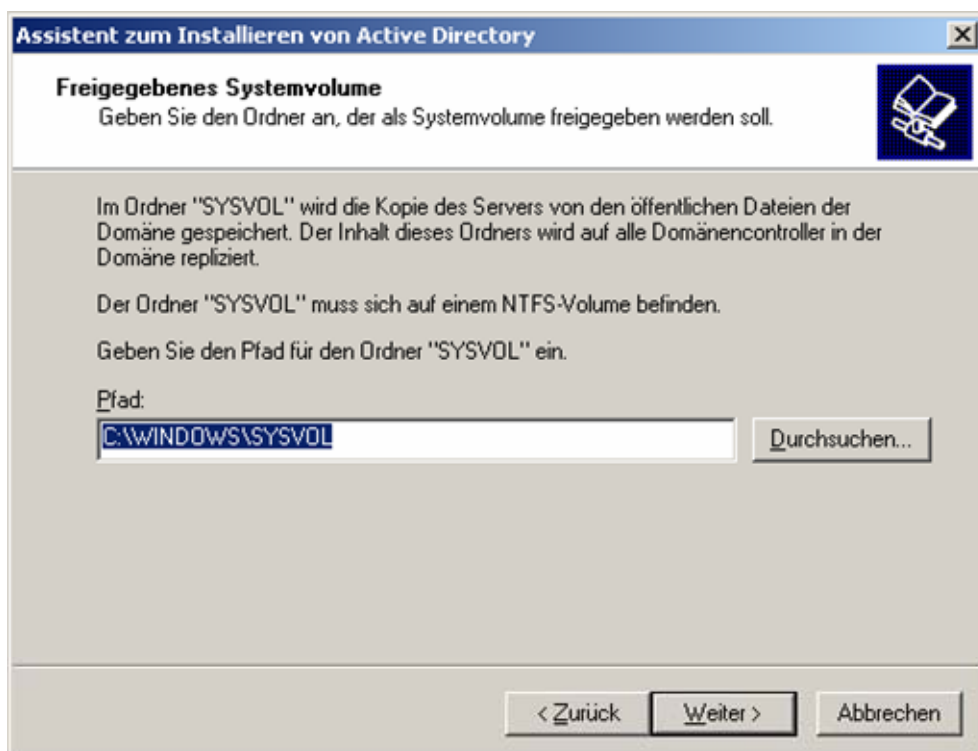 Assistent zum Installieren von Active Directory
Freigegebenes Systemvolume
Geben Sie den Ordner an, der als Systemvolume freigegeben werden soll.
Im Ordner "SYSVOL" wird die Kopie des Servers von den öffentlichen Dateien der
Domäne gespeichert. Der Inhalt dieses Ordners wird auf alle Domänencontroller in der
Domäne repliziert.
Der Ordner "SYSVOL" muss sich auf einem NTFS-Volume befinden.
Geben Sie den Pfad für den Ordner "SYSVOL" ein.
Pfad:
C:\WINDOWS\SYSVOL
Durchsuchen...
< Zurück
Weiter >
Abbrechen